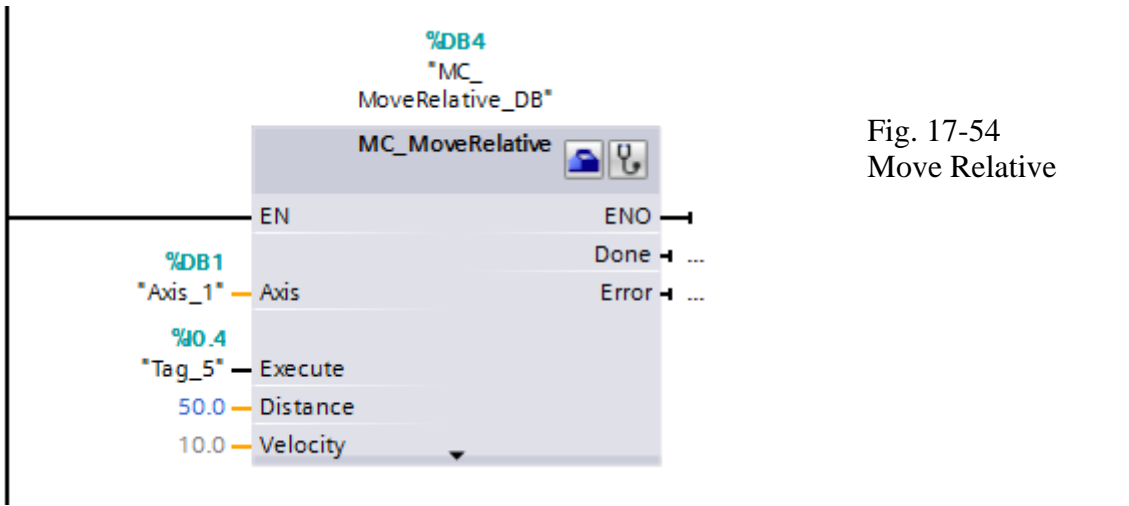 %DB4
"MC_
MoveRelative_DB"
MC_MoveRelative
EN
ENO
%DB1
Done ...
"Axis_1"
Axis
Error ...
%I0.4
"Tag_5"
Execute
50.0
Distance
10.0
Velocity
Fig. 17-54
Move Relative